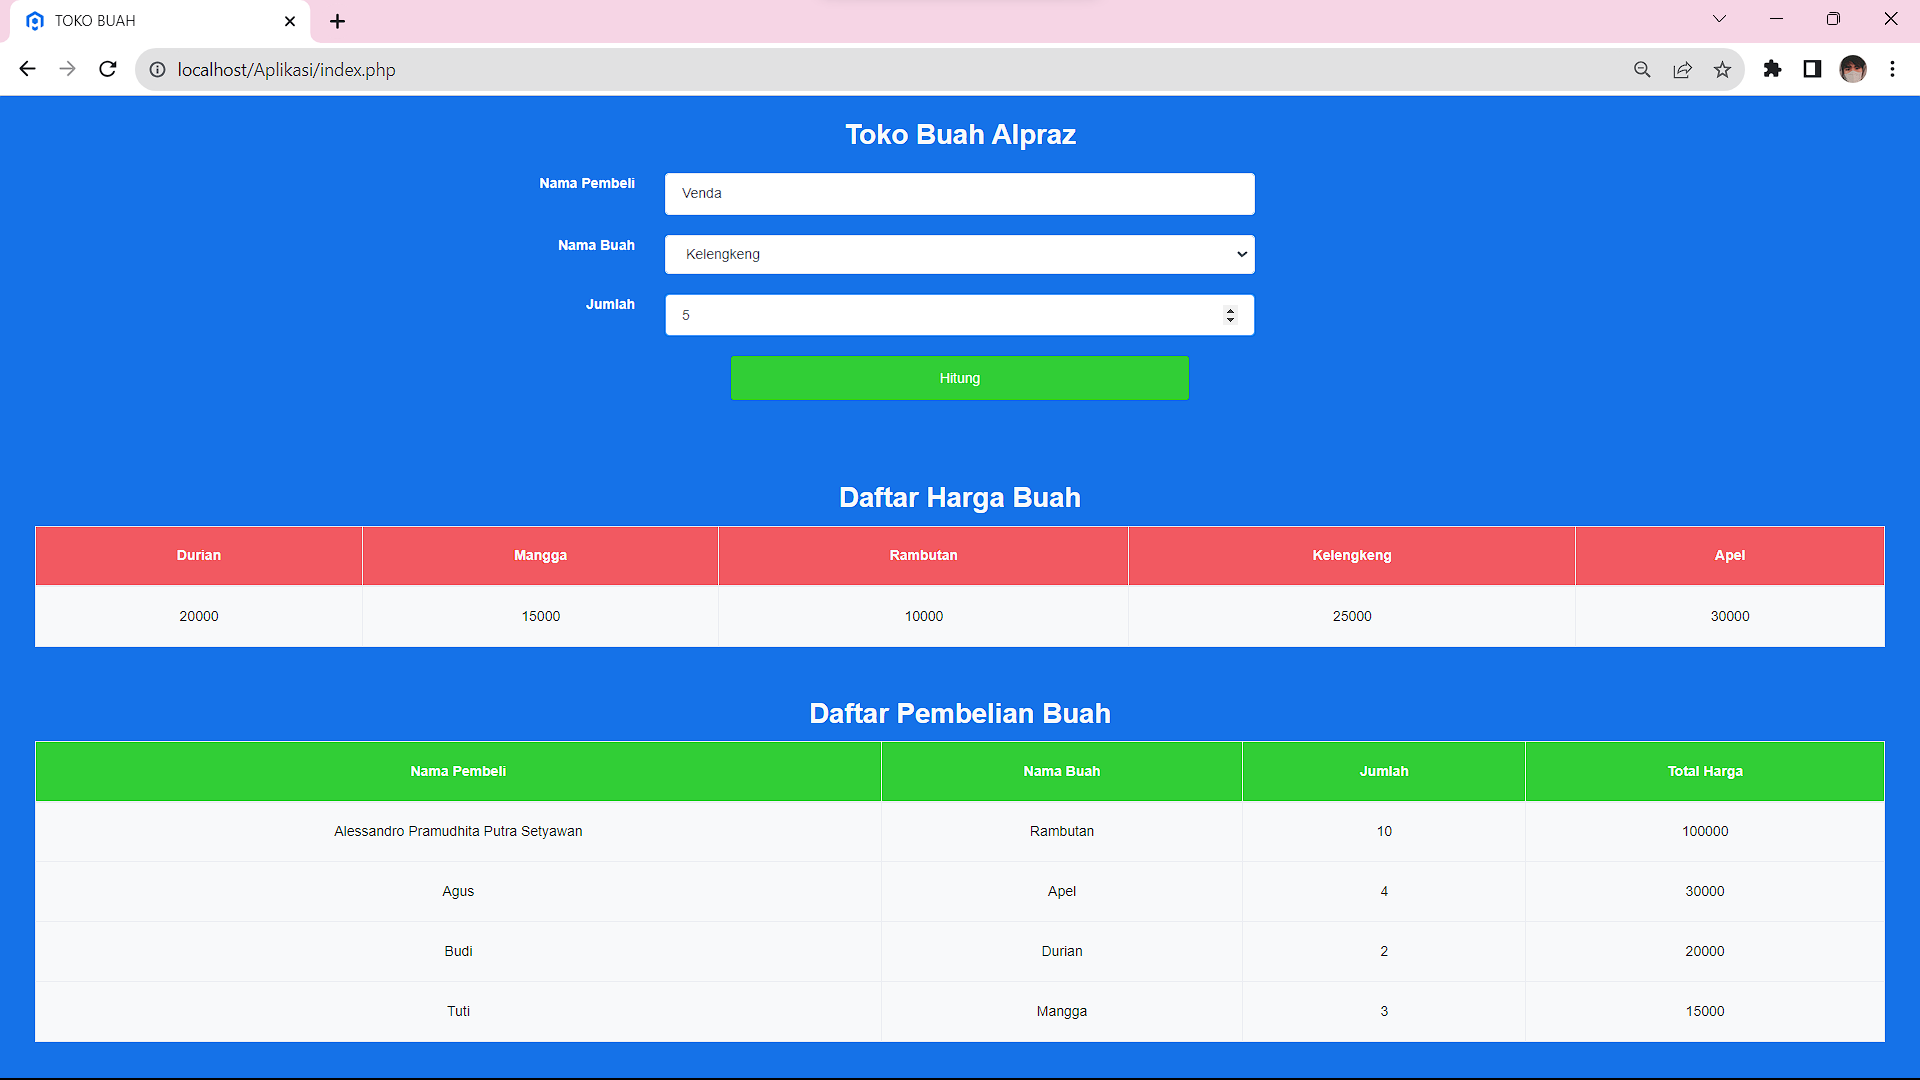 TOKO BUAH
localhost/Aplikasi/index.php
Toko Buah Alpraz
Nama Pembeli Venda
Nama Buah Kelengkeng
Jumlah 5
Hitung
Daftar Harga Buah
Durian Mangga Rambutan Kelengkeng Apel
20000 15000 10000 25000 30000
Daftar Pembelian Buah
Nama Pembeli Nama Buah Jumlah Total Harga
Alessandro Pramudhita Putra Setyawan Rambutan 10 100000
Agus Apel 4 30000
Budi Durian 2 20000
Tuti Mangga 3 15000